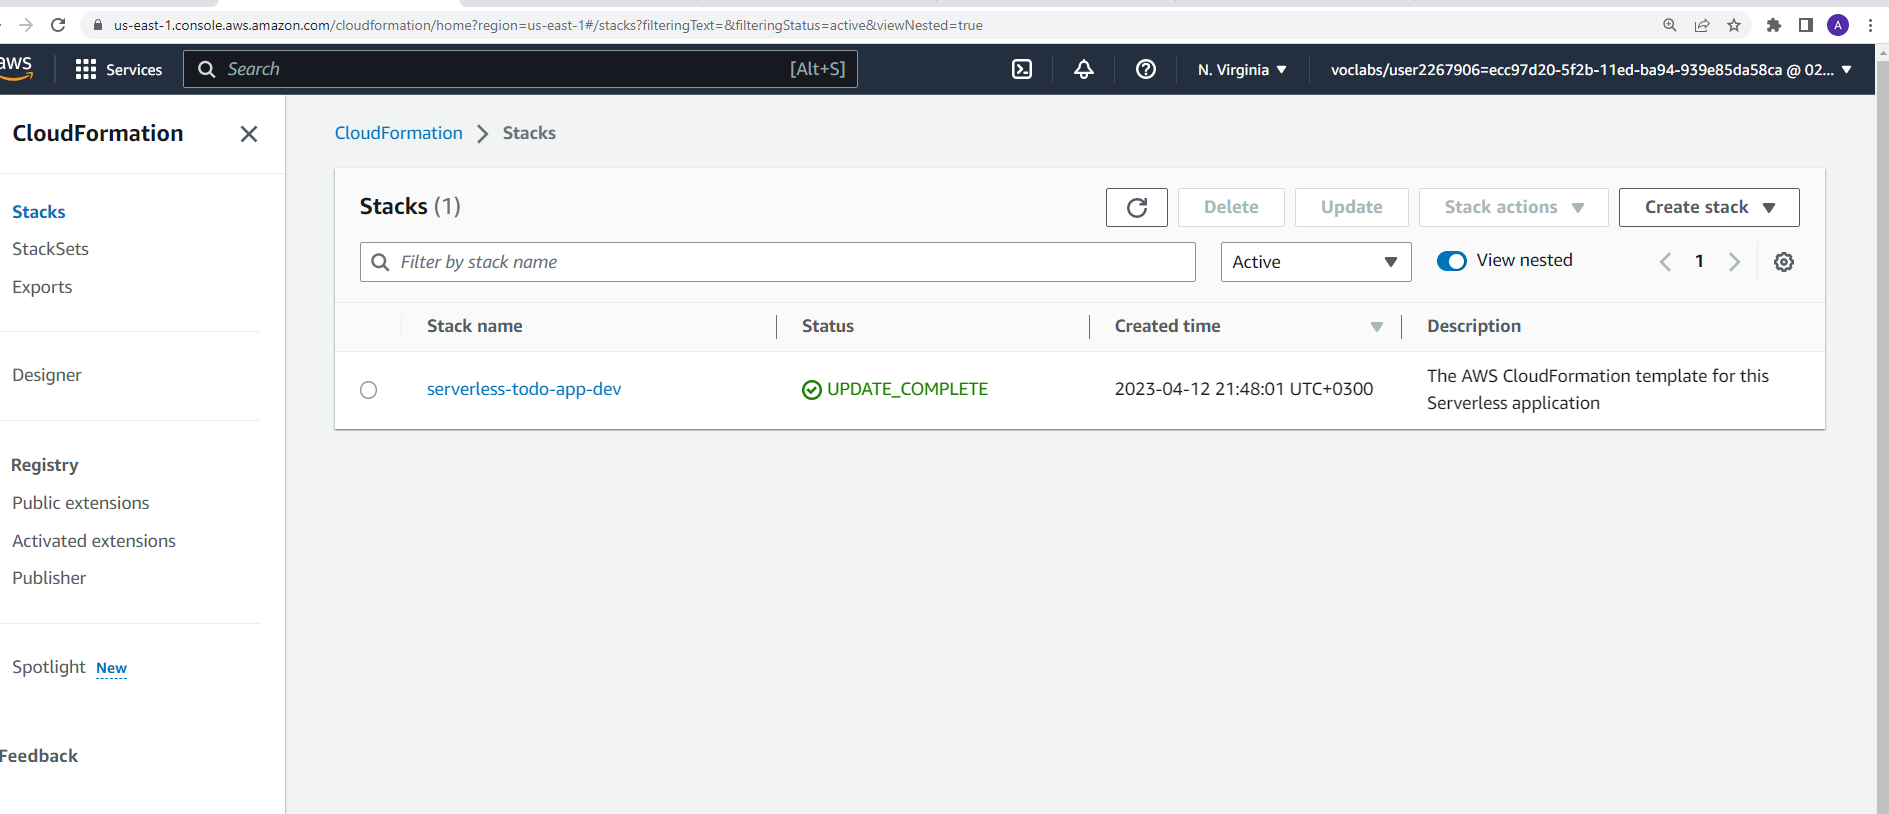 us-east-1.console.aws.amazon.com/cloudformation/home?region=us-east-1#/stacks?filteringText=&filteringStatus=active&viewNested=true
A
aws
Services
Search
[Alt+S]
N. Virginia
voclabs/user2267906=ecc97d20-5f2b-11ed-ba94-939e85da58ca @ 02...
CloudFormation
Stacks
StackSets
Exports
Designer
Registry
Public extensions
Activated extensions
Publisher
Spotlight New
Feedback
CloudFormation Stacks
Stacks (1)
Delete
Update
Stack actions
Create stack
Filter by stack name
Active
View nested
1
Stack name
Status
Created time
Description
serverless-todo-app-dev
UPDATE_COMPLETE
2023-04-12 21:48:01 UTC+0300
The AWS CloudFormation template for this
Serverless application